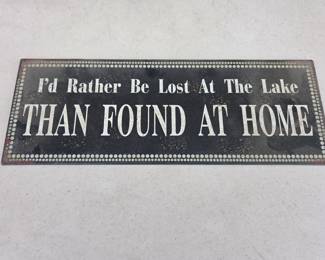 I'd Rather Be Lost At The Lake
THAN FOUND AT HOME